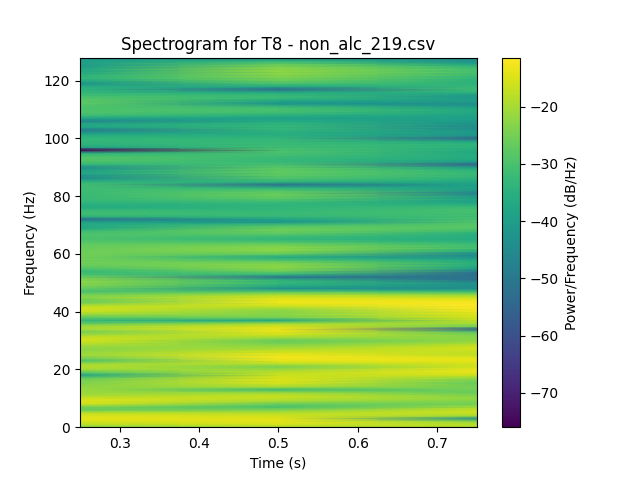 Spectrogram for T8 - non_alc_219.csv
120
100
80
60
40
20
0
Frequency (Hz)
0.3 0.4 0.5 0.6 0.7
Time (s)
−20
−30
−40
−50
−60
−70
Power/Frequency (dB/Hz)